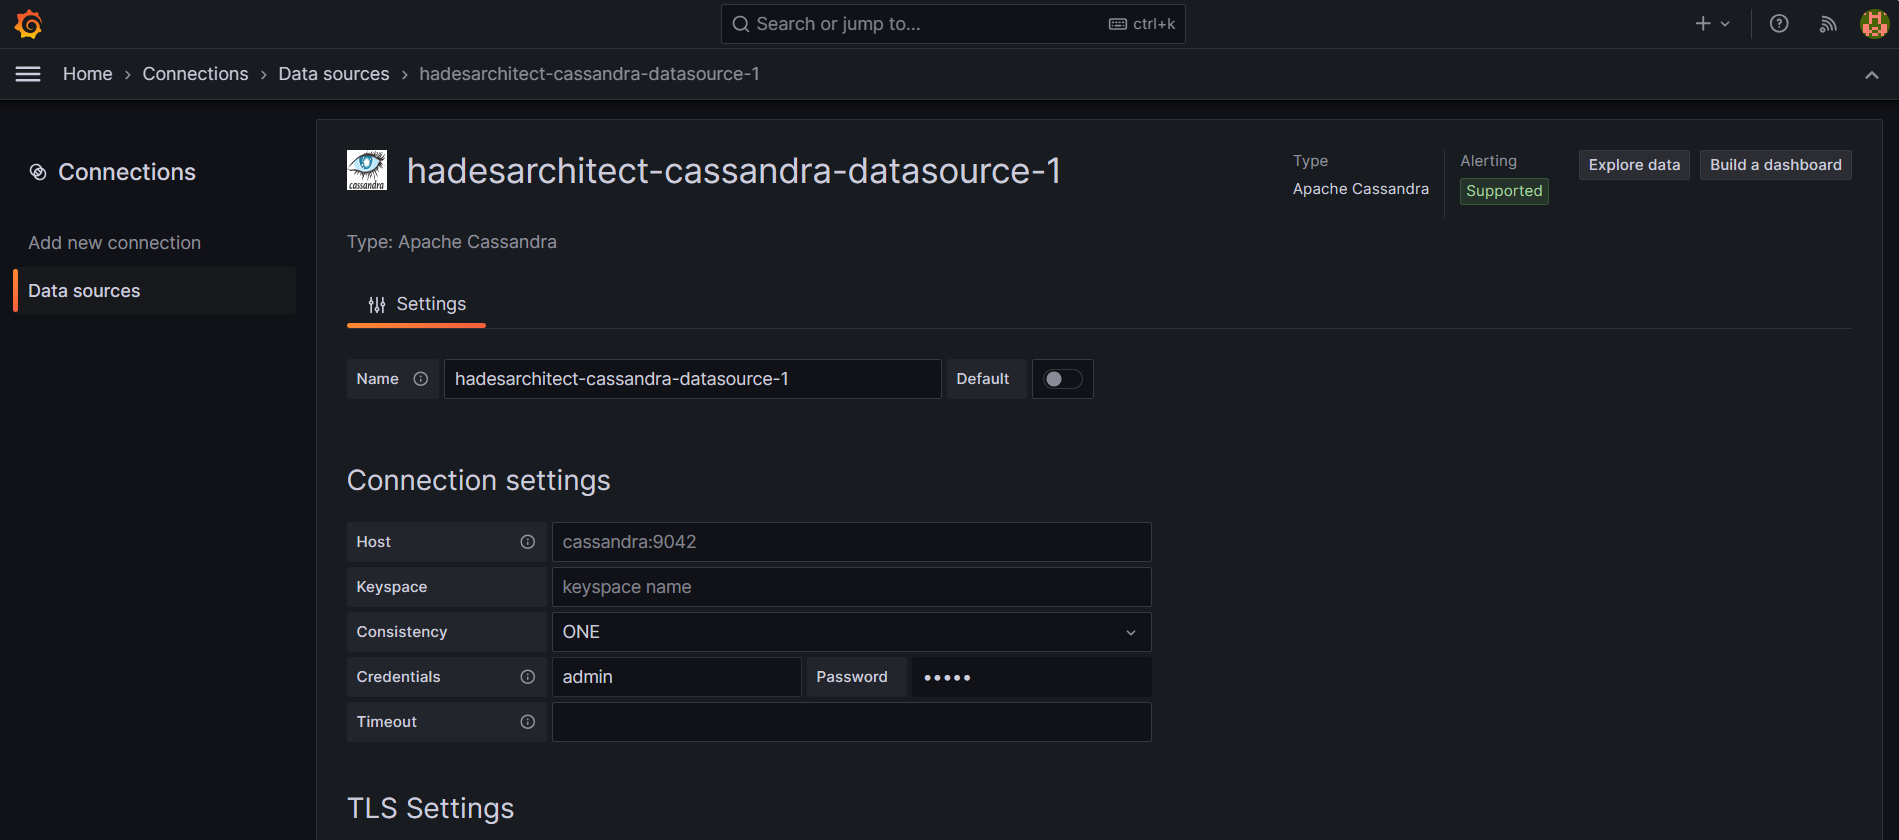 Search or jump to... ctrl+k
Home › Connections › Data sources › hadesarchitect-cassandra-datasource-1
Connections
Add new connection
Data sources
cassandra
hadesarchitect-cassandra-datasource-1
Type: Apache Cassandra
Type
Apache Cassandra
Alerting
Supported
Explore data
Build a dashboard
Settings
Name hadesarchitect-cassandra-datasource-1 Default
Connection settings
Host cassandra:9042
Keyspace keyspace name
Consistency ONE
Credentials admin Password •••••
Timeout
TLS Settings